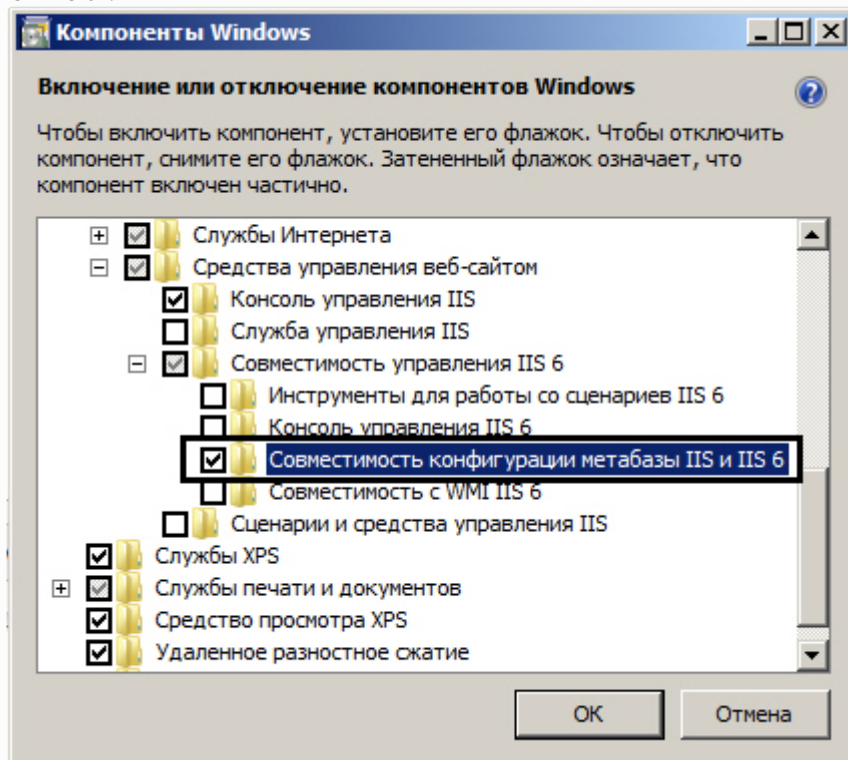 Компоненты Windows
Включение или отключение компонентов Windows
Чтобы включить компонент, установите его флажок. Чтобы отключить
компонент, снимите его флажок. Затененный флажок означает, что
компонент включен частично.
Службы Интернета
Средства управления веб-сайтом
Консоль управления IIS
Служба управления IIS
Совместимость управления IIS 6
Инструменты для работы со сценариев IIS 6
Консоль управления IIS 6
Совместимость конфигурации метабазы IIS и IIS 6
Совместимость с WMI IIS 6
Сценарии и средства управления IIS
Службы XPS
Службы печати и документов
Средство просмотра XPS
Удаленное разностное сжатие
ОК
Отмена